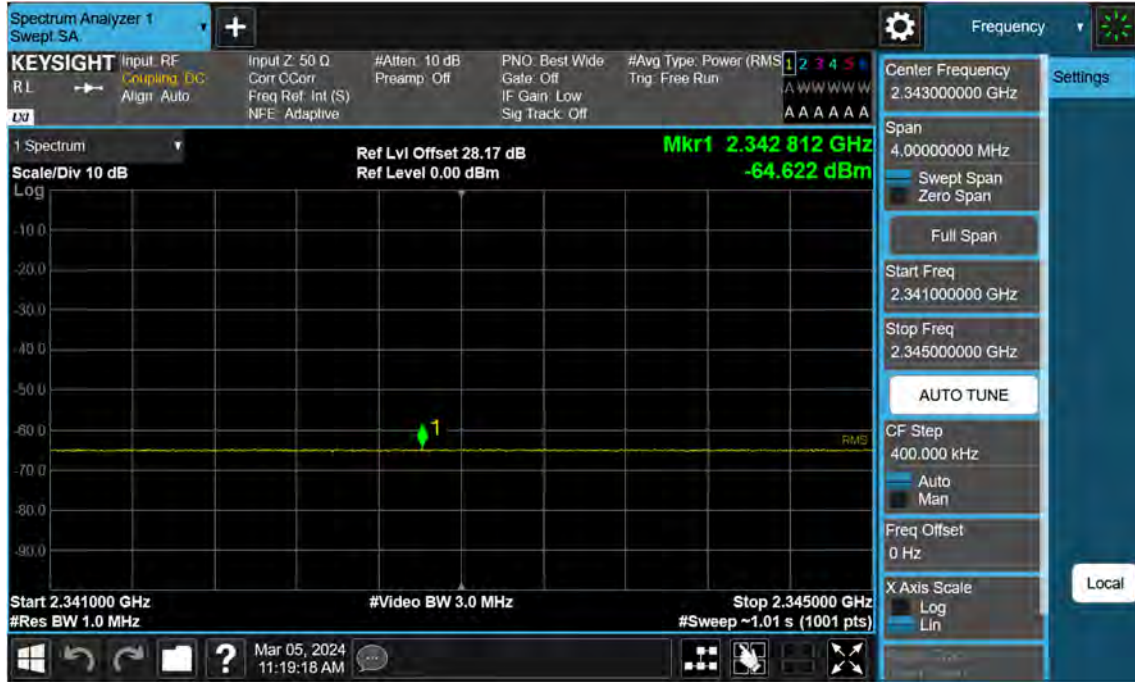 Spectrum Analyzer 1
Swept SA
Frequency
KEYSIGHT
RL
LXI
Input: RF
Coupling: DC
Align: Auto
Input Z: 50 Ω
Corr CCorr
Freq Ref: Int (S)
NFE: Adaptive
#Atten: 10 dB
Preamp: Off
PNO: Best Wide
Gate: Off
IF Gain: Low
Sig Track: Off
#Avg Type: Power (RMS
Trig: Free Run
1 2 3 4 5 6
A W W W W W
A A A A A A
1 Spectrum
Scale/Div 10 dB
Log
Ref Lvl Offset 28.17 dB
Ref Level 0.00 dBm
Mkr1 2.342 812 GHz
-64.622 dBm
-10.0
-20.0
-30.0
-40.0
-50.0
-60.0
-70.0
-80.0
-90.0
1
RMS
Start 2.341000 GHz
#Res BW 1.0 MHz
#Video BW 3.0 MHz
Stop 2.345000 GHz
#Sweep ~1.01 s (1001 pts)
Center Frequency
2.343000000 GHz
Settings
Span
4.00000000 MHz
Swept Span
Zero Span
Full Span
Start Freq
2.341000000 GHz
Stop Freq
2.345000000 GHz
AUTO TUNE
CF Step
400.000 kHz
Auto
Man
Freq Offset
0 Hz
X Axis Scale
Log
Lin
Local
?
Mar 05, 2024
11:19:18 AM